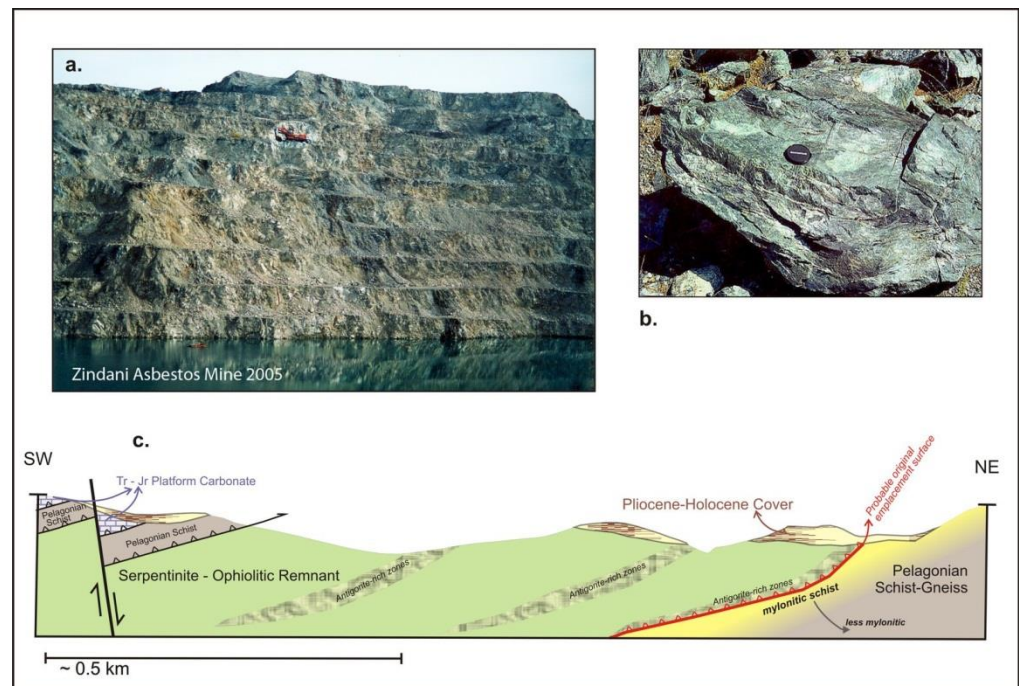 a.
Zindani Asbestos Mine 2005
b.
c.
SW
NE
Tr - Jr Platform Carbonate
Pelagonian
Schist
Pelagonian Schist
Serpentinite - Ophiolitic Remnant
Antigorite-rich zones
Antigorite-rich zones
Pliocene-Holocene Cover
Probable original
emplacement surface
Antigorite-rich zones
mylonitic schist
less mylonitic
Pelagonian
Schist-Gneiss
~ 0.5 km